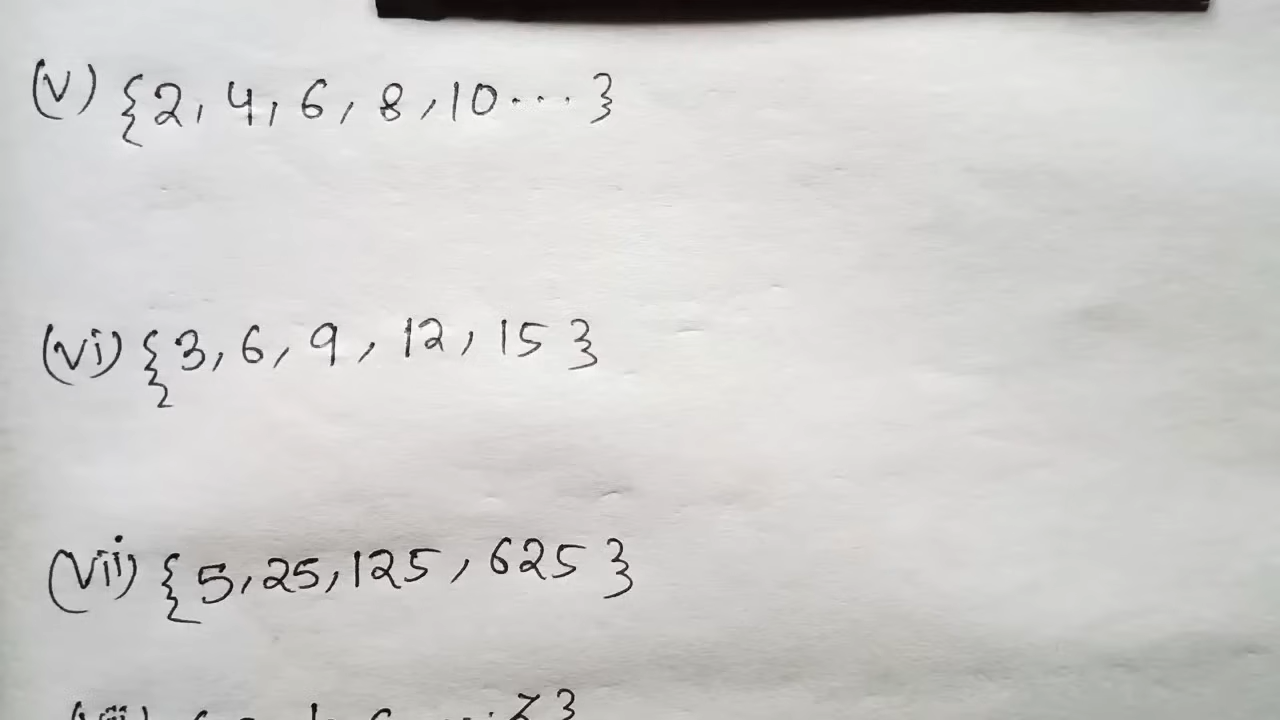 (v) {2, 4, 6, 8, 10 ... }
(vi) {3, 6, 9, 12, 15 }
(vii) {5, 25, 125, 625 }